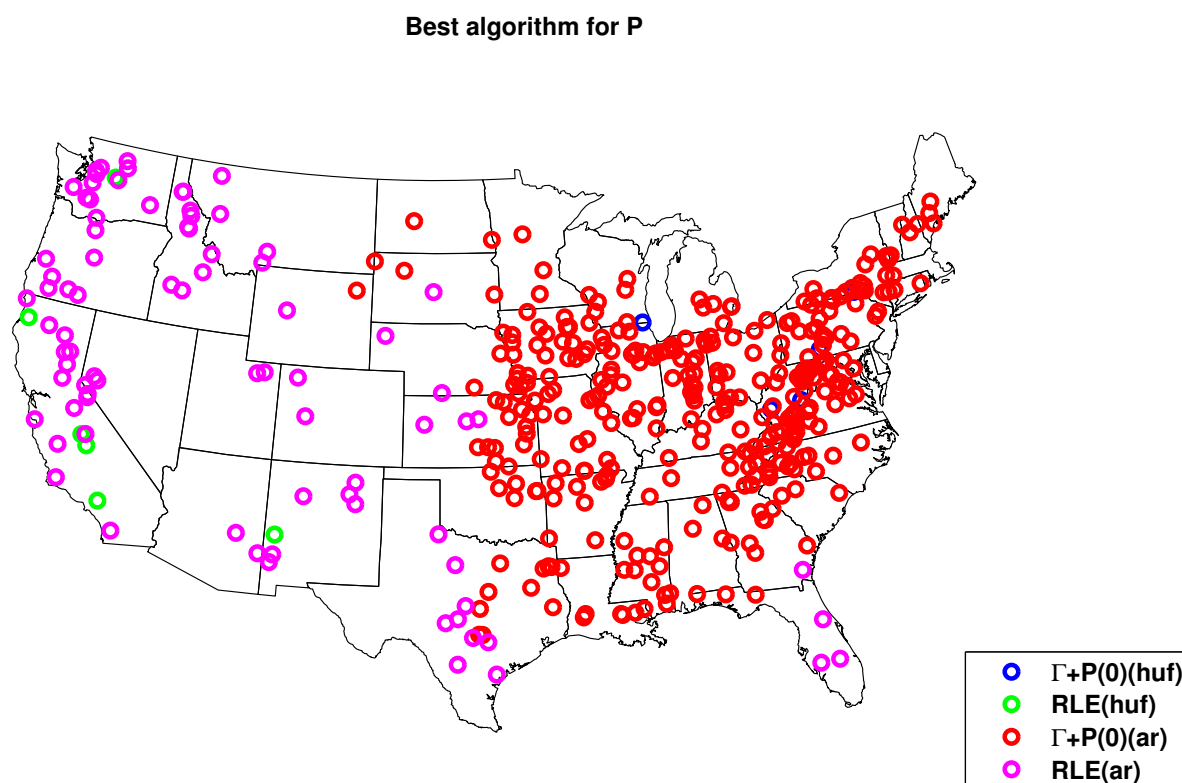 Best algorithm for P
Γ+P(0)(huf)
RLE(huf)
Γ+P(0)(ar)
RLE(ar)